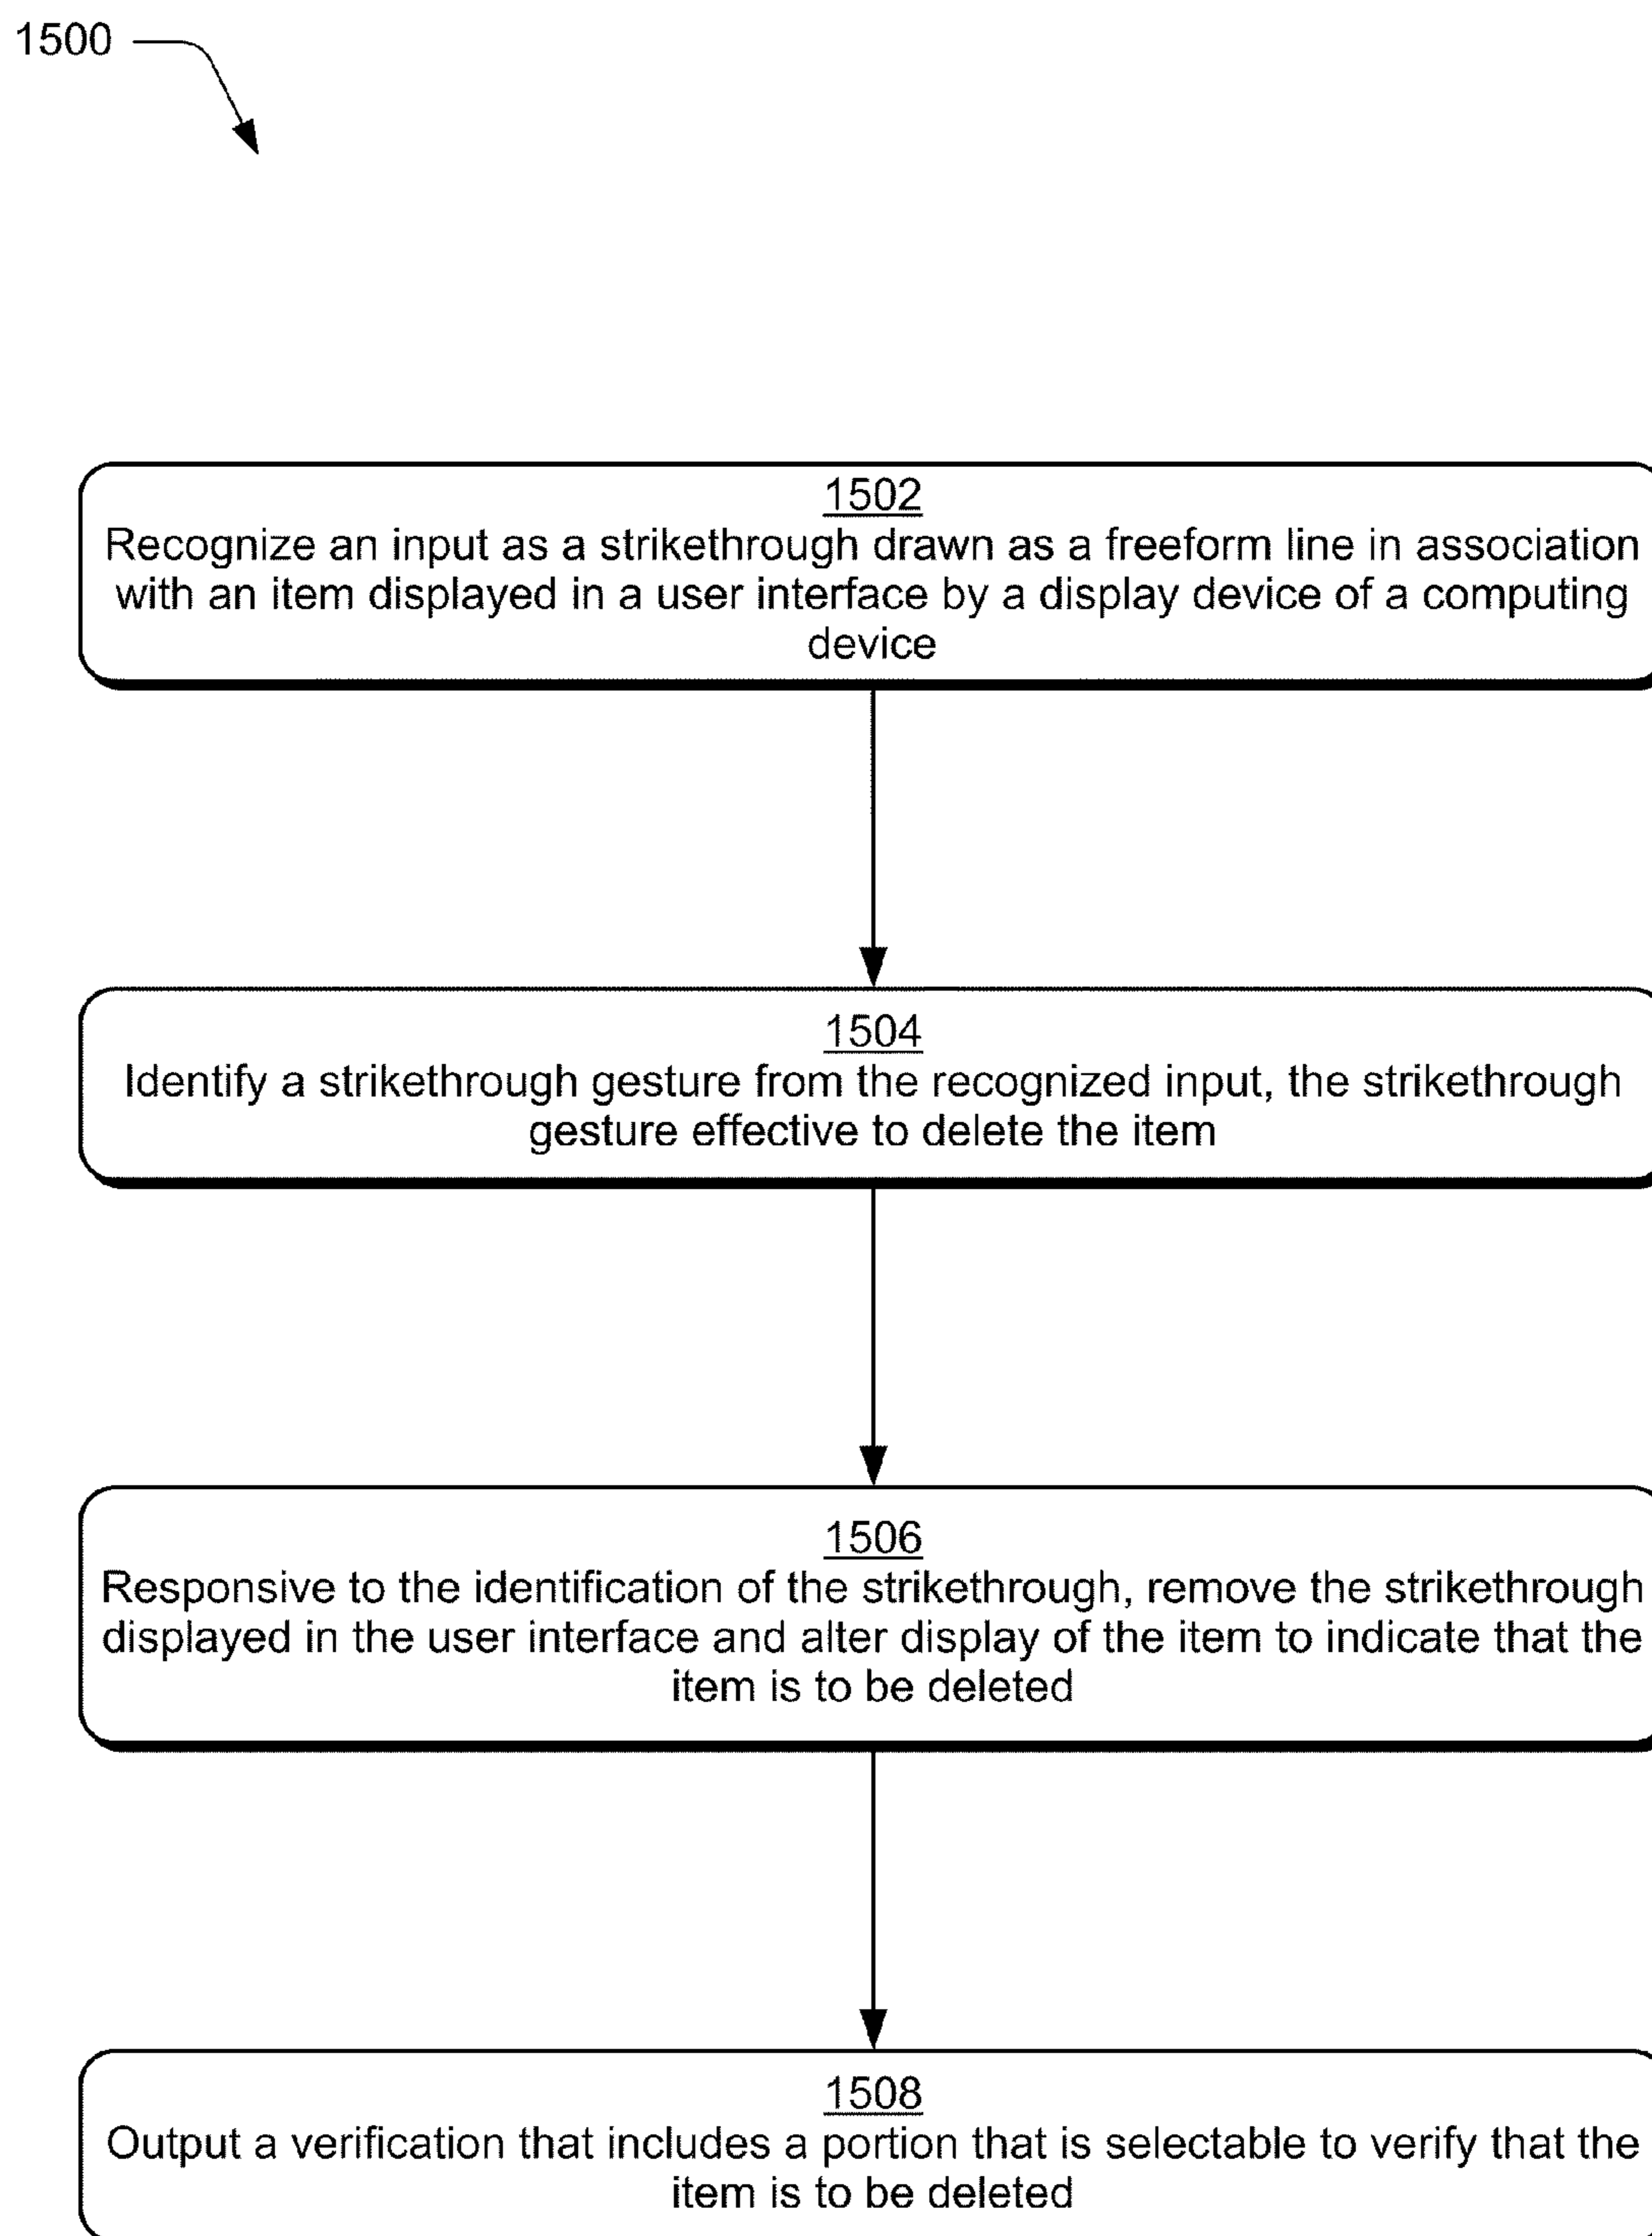 1500
1502
Recognize an input as a strikethrough drawn as a freeform line in association
with an item displayed in a user interface by a display device of a computing
device
1504
Identify a strikethrough gesture from the recognized input, the strikethrough
gesture effective to delete the item
1506
Responsive to the identification of the strikethrough, remove the strikethrough
displayed in the user interface and alter display of the item to indicate that the
item is to be deleted
1508
Output a verification that includes a portion that is selectable to verify that the
item is to be deleted